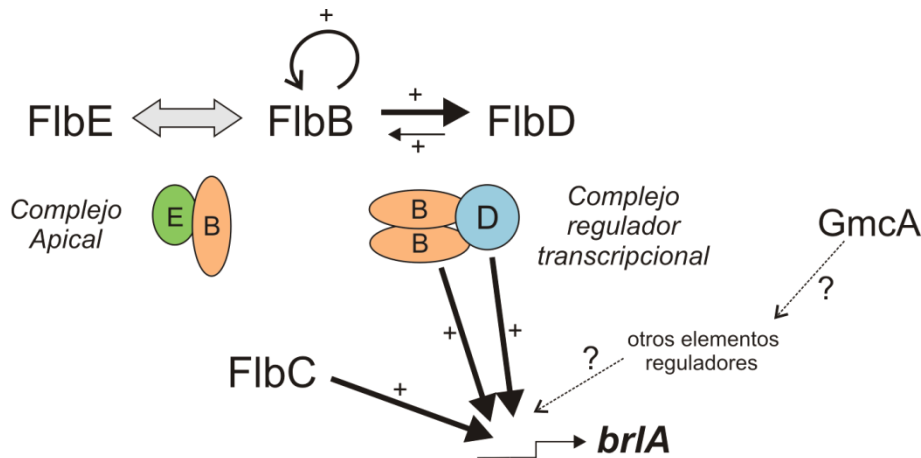 +
FlbE
FlbB
+
+
FlbD
Complejo
Apical
E
B
B
B
D
Complejo
regulador
transcripcional
GmcA
?
+
+
otros elementos
reguladores
?
FlbC
+
brlA